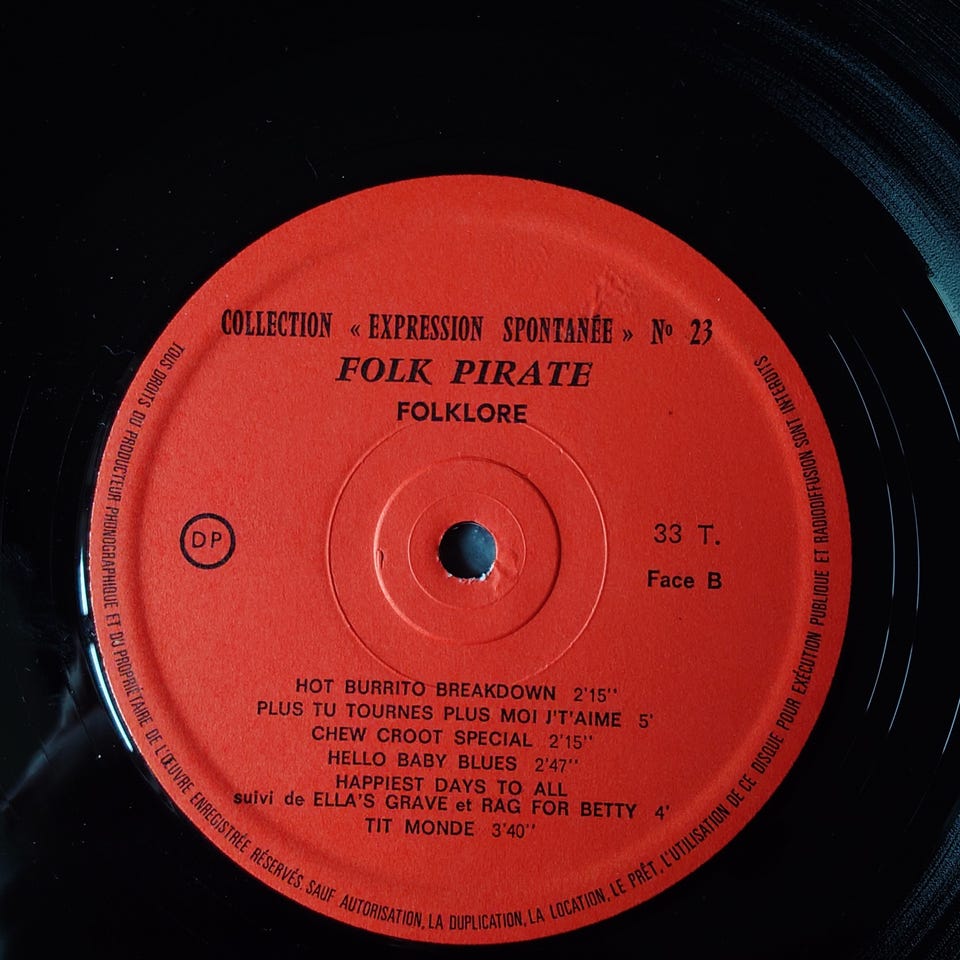 COLLECTION « EXPRESSION SPONTANÉE » Nº 23
FOLK PIRATE
FOLKLORE
DP
33 T.
Face B
HOT BURRITO BREAKDOWN 2'15''
PLUS TU TOURNES PLUS MOI J'T'AIME 5'
CHEW CROOT SPECIAL 2'15''
HELLO BABY BLUES 2'47''
HAPPIEST DAYS TO ALL
suivi de ELLA'S GRAVE et RAG FOR BETTY 4'
TIT MONDE 3'40''
TOUS DROITS DU PRODUCTEUR PHONOGRAPHIQUE ET DU PROPRIÉTAIRE DE L'ŒUVRE ENREGISTRÉE RÉSERVÉS. SAUF AUTORISATION, LA DUPLICATION, LA LOCATION, LE PRÊT, L'UTILISATION DE CE DISQUE POUR EXÉCUTION PUBLIQUE ET RADIODIFFUSION SONT INTERDITS